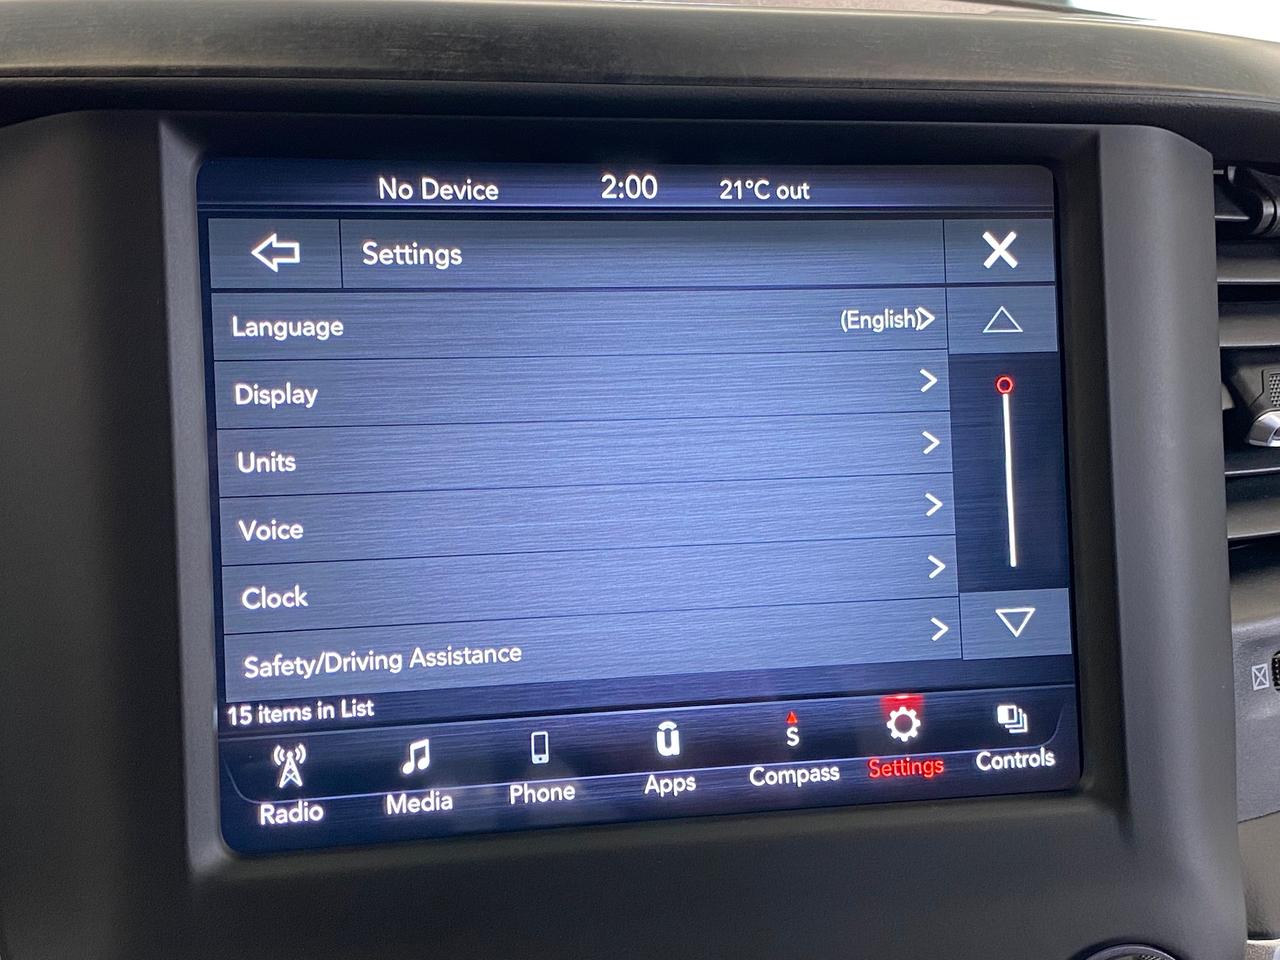 No Device 2:00 21°C out
Settings
Language (English)
Display
Units
Voice
Clock
Safety/Driving Assistance
15 items in List
S
Radio Media Phone Apps Compass Settings Controls